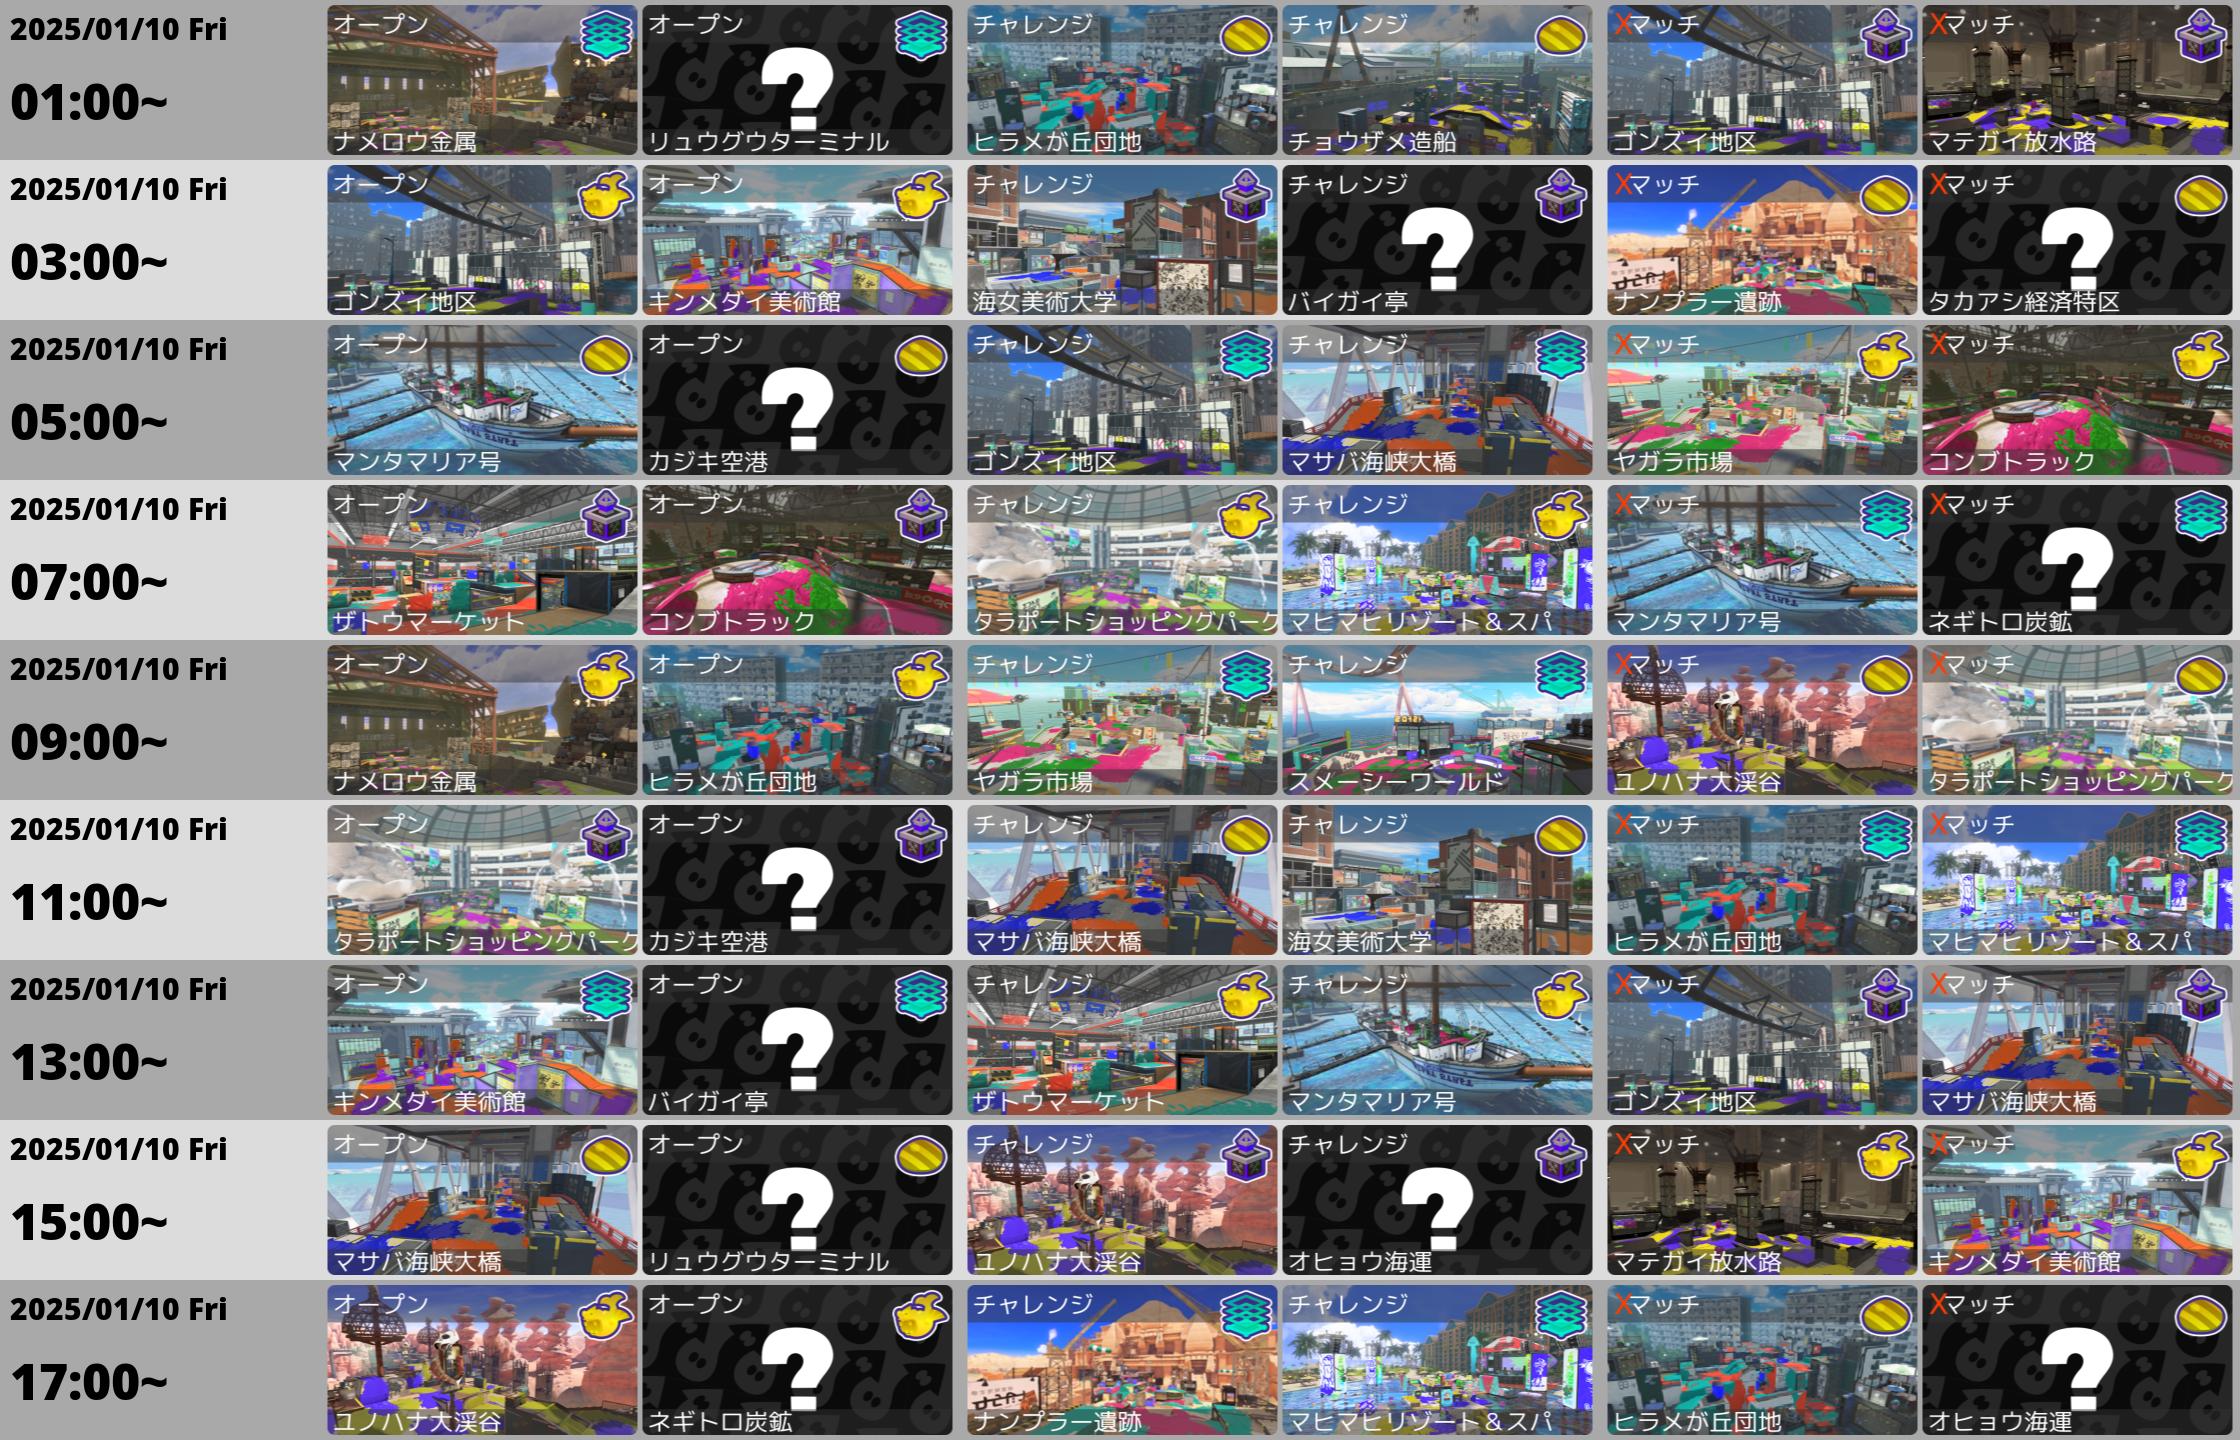 2025/01/10 Fri
01:00~
オープン
ナメロウ金属
オープン
リュウグウターミナル
チャレンジ
ヒラメが丘団地
チャレンジ
チョウザメ造船
Xマッチ
ゴンズイ地区
Xマッチ
マテガイ放水路
2025/01/10 Fri
03:00~
オープン
ゴンズイ地区
オープン
キンメダイ美術館
チャレンジ
海女美術大学
チャレンジ
バイガイ亭
Xマッチ
ナンプラー遺跡
Xマッチ
タカアシ経済特区
2025/01/10 Fri
05:00~
オープン
マンタマリア号
オープン
カジキ空港
チャレンジ
ゴンズイ地区
チャレンジ
マサバ海峡大橋
Xマッチ
ヤガラ市場
Xマッチ
コンブトラック
2025/01/10 Fri
07:00~
オープン
ザトウマーケット
オープン
コンブトラック
チャレンジ
タラポートショッピングパーク
チャレンジ
マヒマヒリゾート＆スパ
Xマッチ
マンタマリア号
Xマッチ
ネギトロ炭鉱
2025/01/10 Fri
09:00~
オープン
ナメロウ金属
オープン
ヒラメが丘団地
チャレンジ
ヤガラ市場
チャレンジ
スメーシーワールド
Xマッチ
ユノハナ大渓谷
Xマッチ
タラポートショッピングパーク
2025/01/10 Fri
11:00~
オープン
タラポートショッピングパーク
オープン
カジキ空港
チャレンジ
マサバ海峡大橋
チャレンジ
海女美術大学
Xマッチ
ヒラメが丘団地
Xマッチ
マヒマヒリゾート＆スパ
2025/01/10 Fri
13:00~
オープン
キンメダイ美術館
オープン
バイガイ亭
チャレンジ
ザトウマーケット
チャレンジ
マンタマリア号
Xマッチ
ゴンズイ地区
Xマッチ
マサバ海峡大橋
2025/01/10 Fri
15:00~
オープン
マサバ海峡大橋
オープン
リュウグウターミナル
チャレンジ
ユノハナ大渓谷
チャレンジ
オヒョウ海運
Xマッチ
マテガイ放水路
Xマッチ
キンメダイ美術館
2025/01/10 Fri
17:00~
オープン
ユノハナ大渓谷
オープン
ネギトロ炭鉱
チャレンジ
ナンプラー遺跡
チャレンジ
マヒマヒリゾート＆スパ
Xマッチ
ヒラメが丘団地
Xマッチ
オヒョウ海運